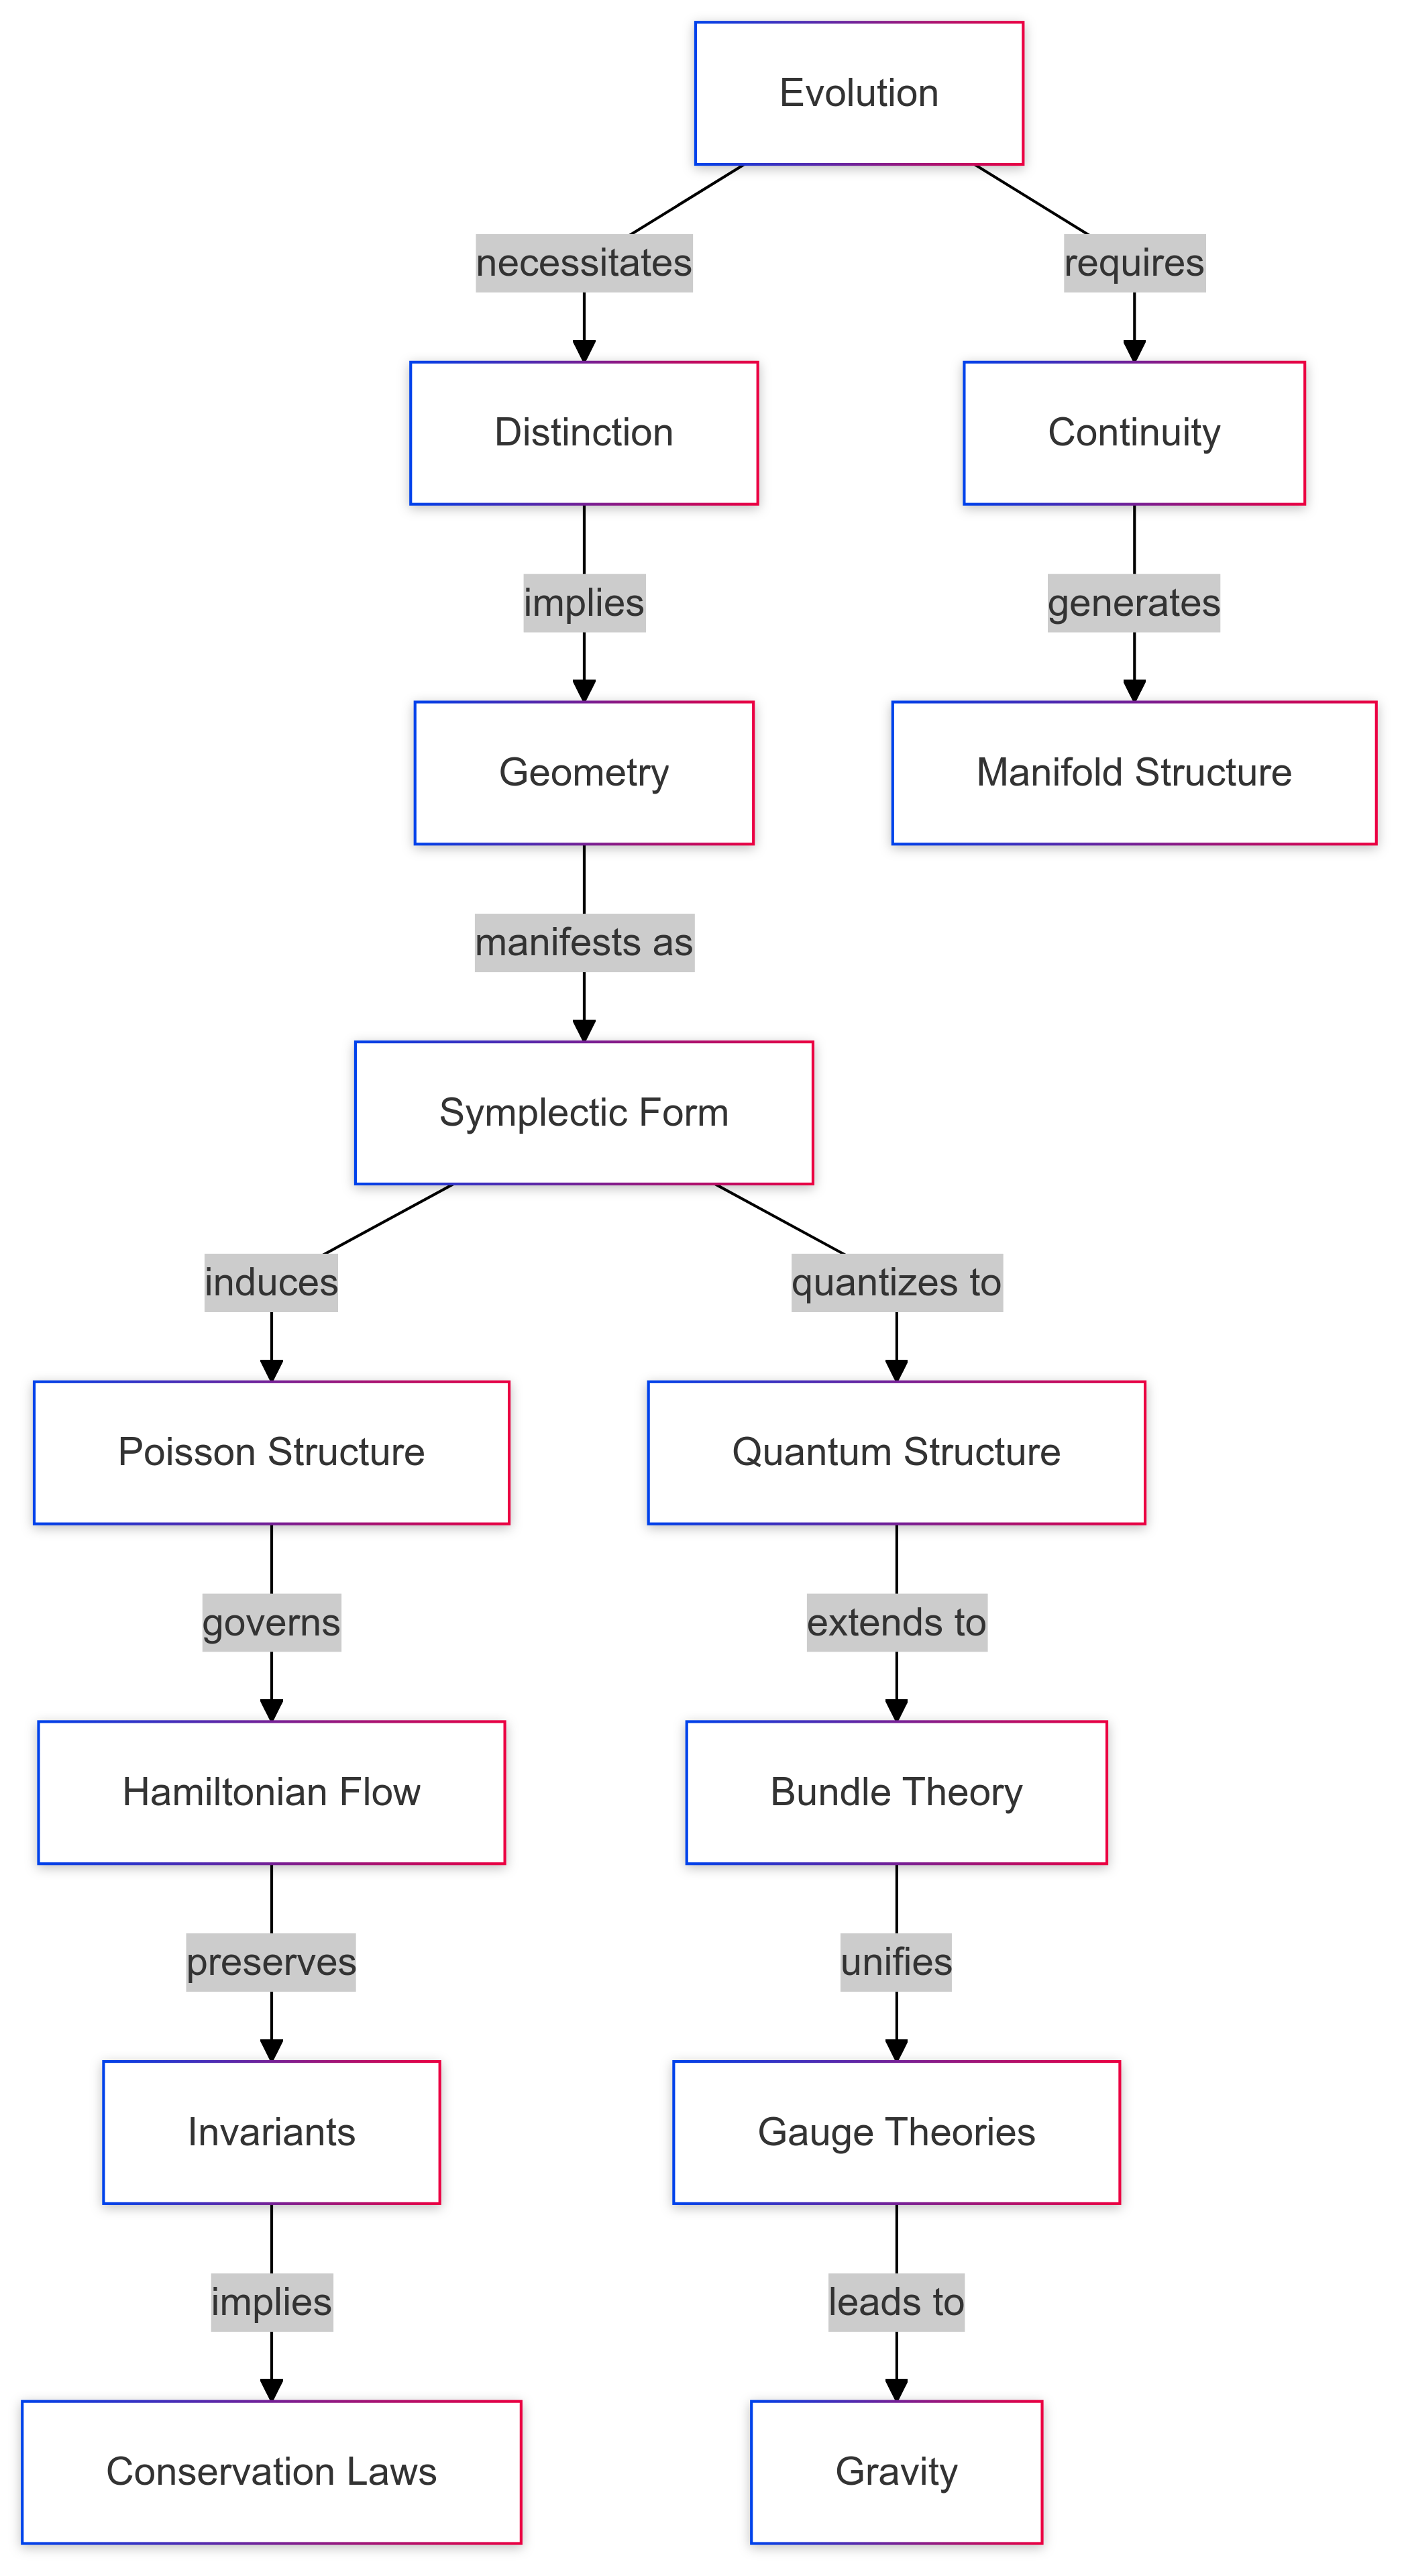 Evolution
necessitates
requires
Distinction
Continuity
implies
generates
Geometry
Manifold Structure
manifests as
Symplectic Form
induces
quantizes to
Poisson Structure
Quantum Structure
governs
extends to
Hamiltonian Flow
Bundle Theory
preserves
unifies
Invariants
Gauge Theories
implies
leads to
Conservation Laws
Gravity